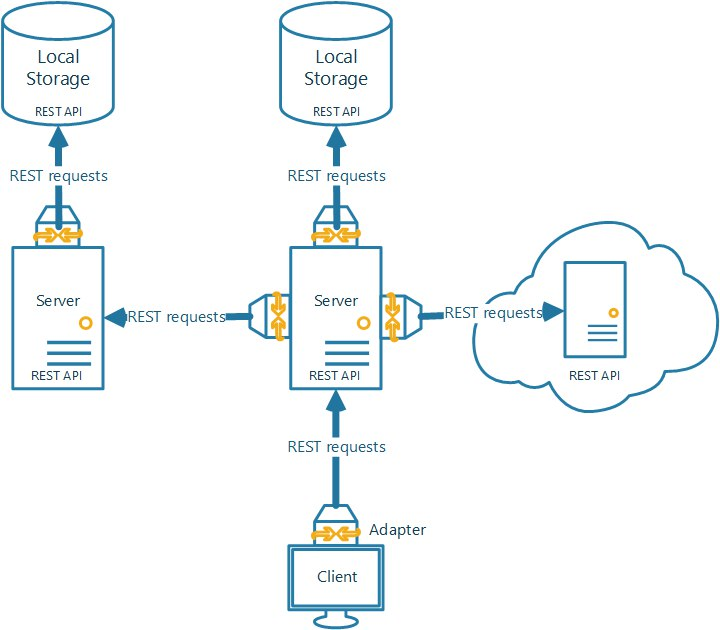 Local
Storage
REST API
Local
Storage
REST API
REST requests
REST requests
Server
REST API
REST requests
Server
REST API
REST requests
REST API
REST requests
Adapter
Client